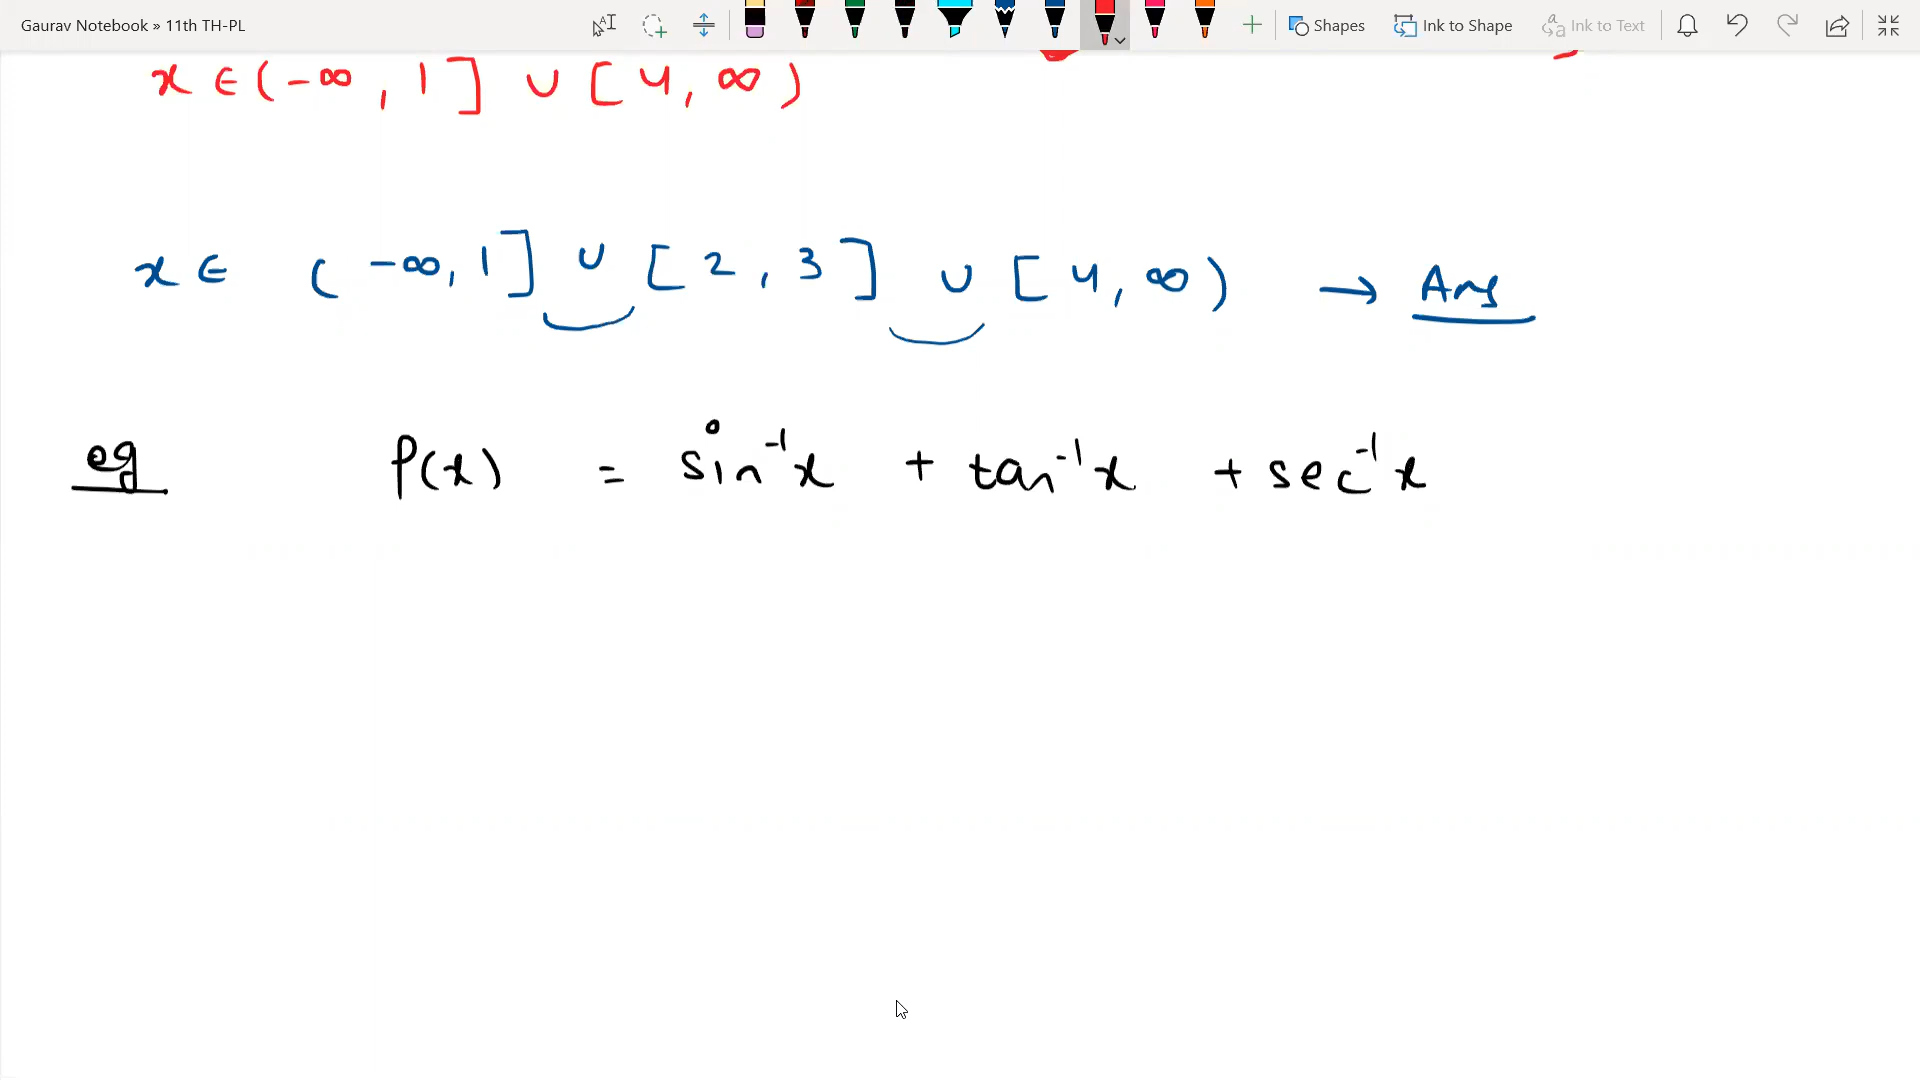 Gaurav Notebook » 11th TH-PL
Shapes Ink to Shape Ink to Text
x ∈ (-∞, 1] ∪ [4, ∞)
x ∈ (-∞, 1] ∪ [2, 3] ∪ [4, ∞) → Ans
eg f(x) = sin⁻¹x + tan⁻¹x + sec⁻¹x